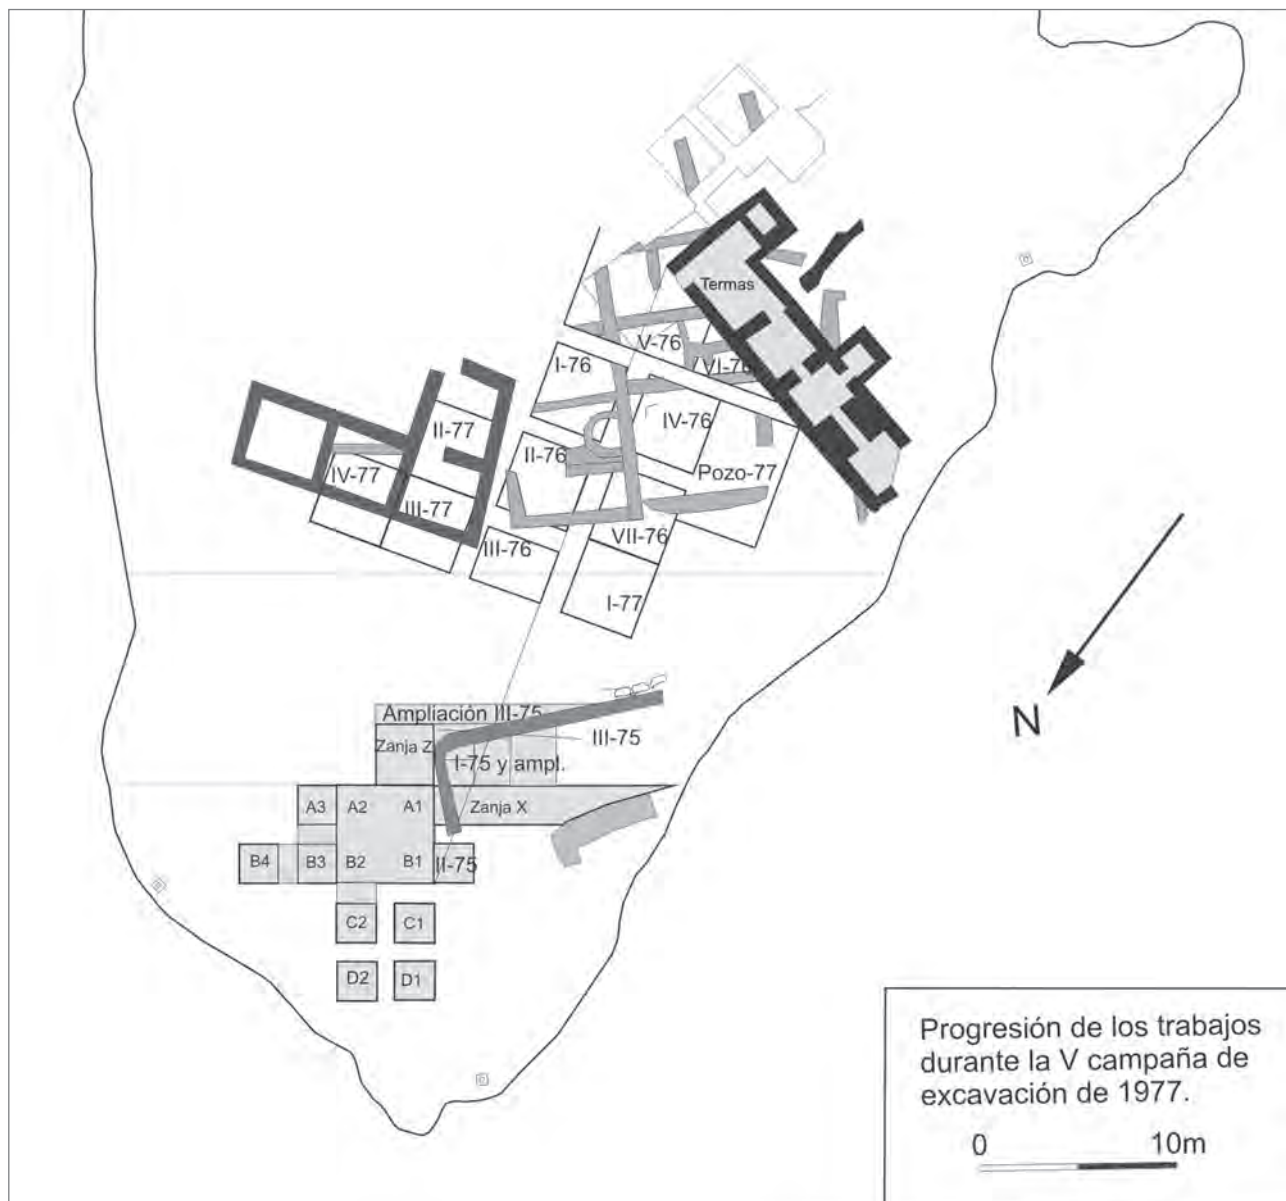 Termas
V-76
I-76
VI-76
II-77
IV-76
II-76
Pozo-77
IV-77
III-77
VII-76
III-76
I-77
N
Ampliación III-75
Zanja Z
III-75
I-75 y ampl.
A3 A2 A1 Zanja X
B4 B3 B2 B1 II-75
C2 C1
D2 D1
Progresión de los trabajos
durante la V campaña de
excavación de 1977.
0 10m